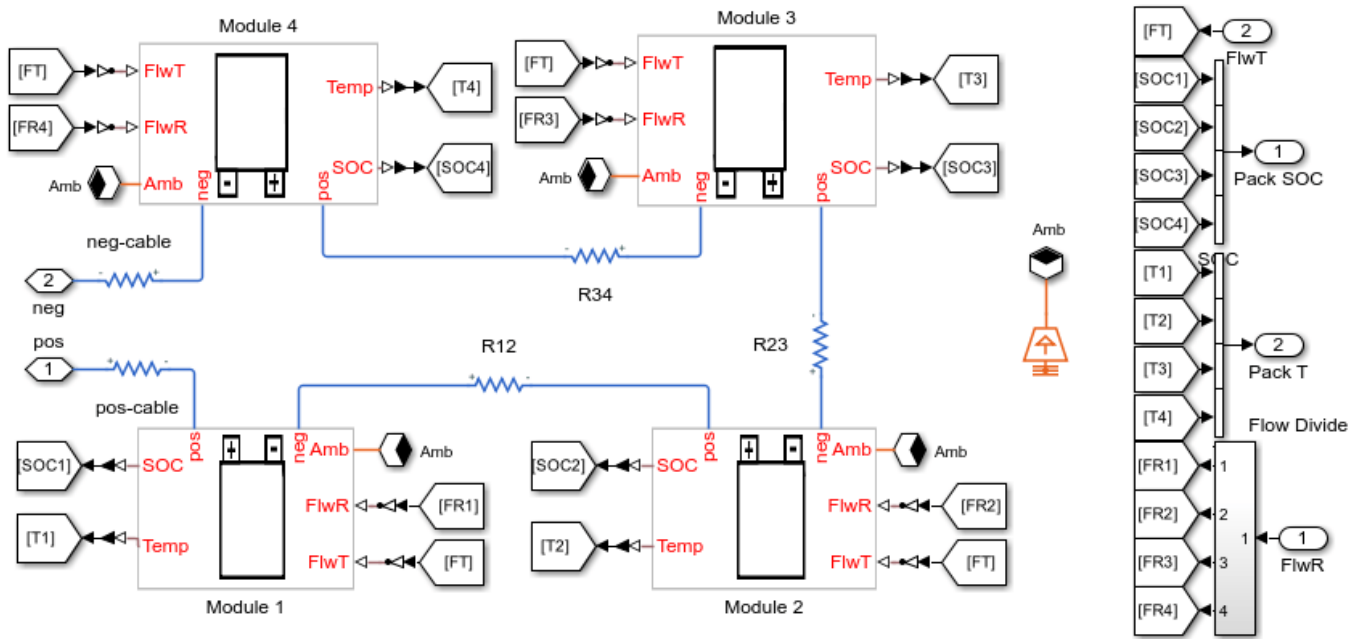 Module 4
[FT]
FlwT
Temp
[T4]
[FR4]
FlwR
SOC
[SOC4]
Amb
Amb
neg
pos
Module 3
[FT]
FlwT
Temp
[T3]
[FR3]
FlwR
SOC
[SOC3]
Amb
Amb
neg
pos
neg-cable
- +
2
neg
- +
R34
pos
1
+ -
pos-cable
R12
+ -
R23
-
+
Amb
Module 1
pos
neg
[SOC1]
SOC
Amb
Amb
FlwR
[FR1]
[T1]
Temp
FlwT
[FT]
Module 2
pos
neg
[SOC2]
SOC
Amb
Amb
FlwR
[FR2]
[T2]
Temp
FlwT
[FT]
[FT]
2
FlwT
[SOC1]
[SOC2]
[SOC3]
[SOC4]
1
Pack SOC
SOC
[T1]
[T2]
[T3]
[T4]
2
Pack T
Flow Divide
[FR1]
1
[FR2]
2
[FR3]
3
[FR4]
4
1
1
FlwR